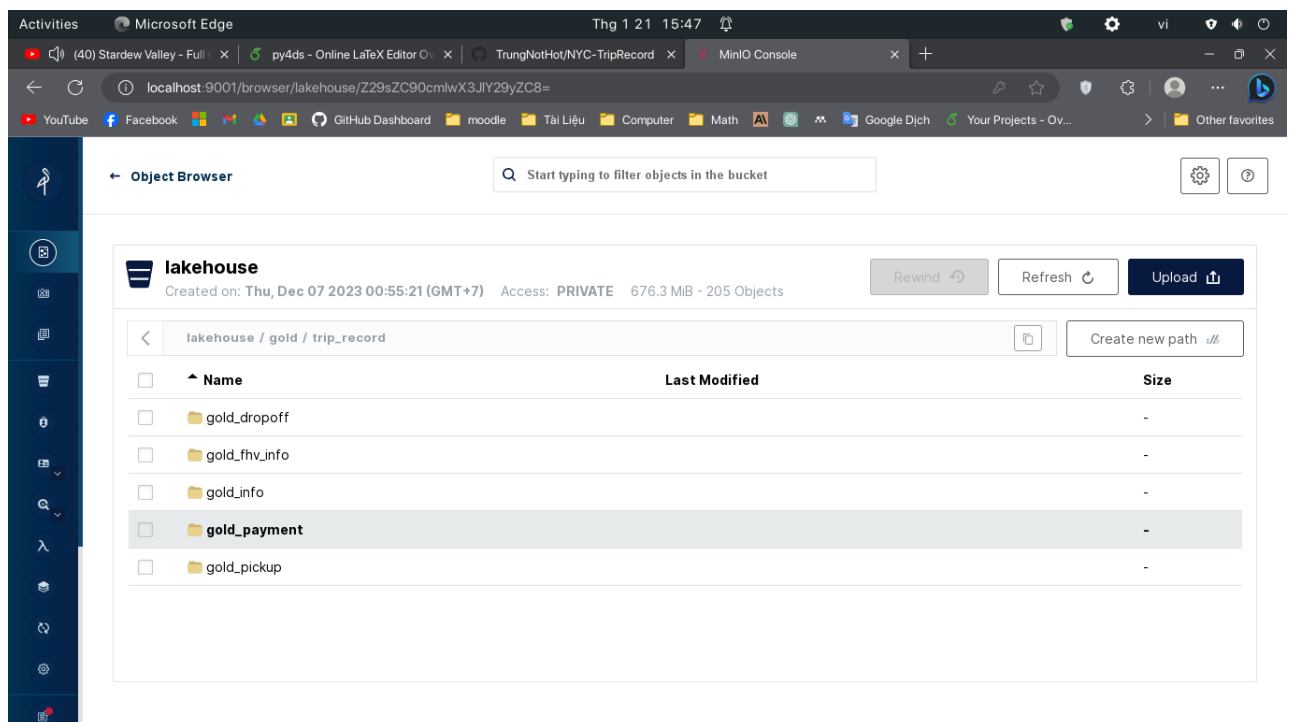 Activities Microsoft Edge Thg 1 21 15:47 vi
(40) Stardew Valley - Full ( py4ds - Online LaTeX Editor Ov TrungNotHot/NYC-TripRecord MinIO Console
localhost:9001/browser/lakehouse/Z29sZC90cmlwX3JlY29yZC8=
YouTube Facebook GitHub Dashboard moodle Tài Liệu Computer Math Google Dịch Your Projects - Ov... Other favorites
← Object Browser Start typing to filter objects in the bucket
lakehouse
Created on: Thu, Dec 07 2023 00:55:21 (GMT+7) Access: PRIVATE 676.3 MiB - 205 Objects
Rewind Refresh Upload
lakehouse / gold / trip_record Create new path
Name Last Modified Size
gold_dropoff -
gold_fhv_info -
gold_info -
gold_payment -
gold_pickup -